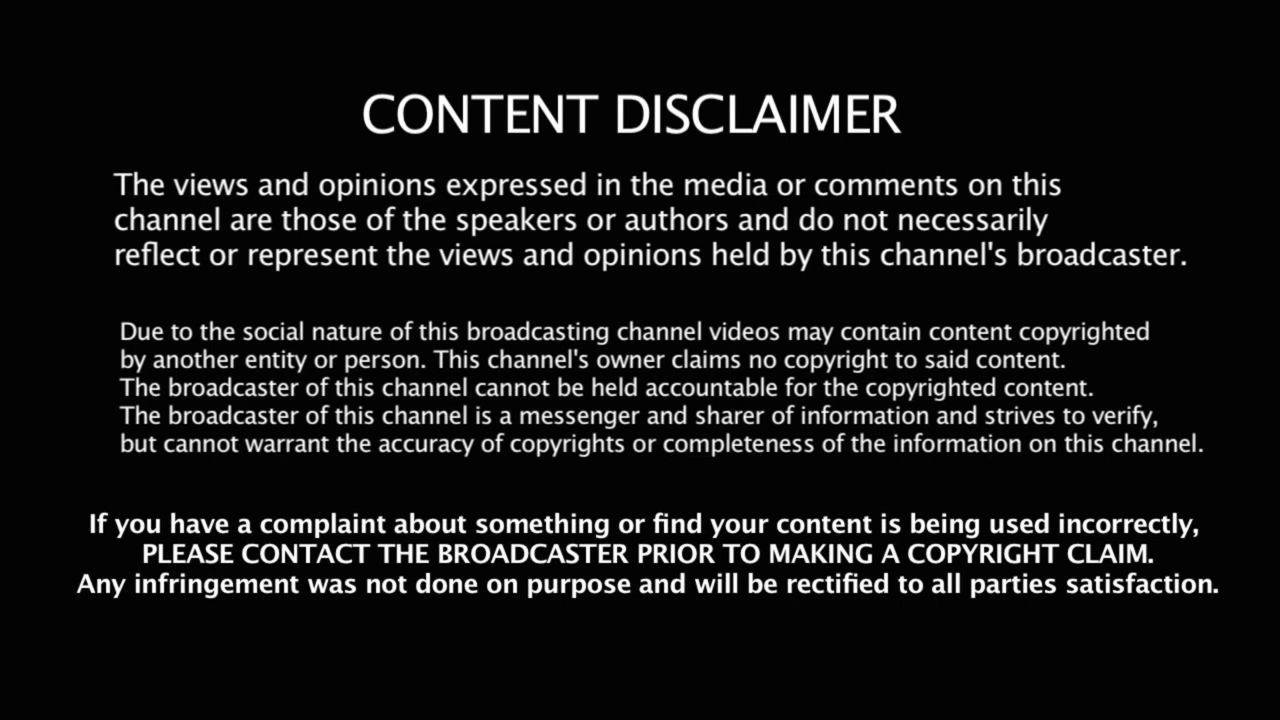 CONTENT DISCLAIMER
The views and opinions expressed in the media or comments on this
channel are those of the speakers or authors and do not necessarily
reflect or represent the views and opinions held by this channel's broadcaster.
Due to the social nature of this broadcasting channel videos may contain content copyrighted
by another entity or person. This channel's owner claims no copyright to said content.
The broadcaster of this channel cannot be held accountable for the copyrighted content.
The broadcaster of this channel is a messenger and sharer of information and strives to verify,
but cannot warrant the accuracy of copyrights or completeness of the information on this channel.
If you have a complaint about something or find your content is being used incorrectly,
PLEASE CONTACT THE BROADCASTER PRIOR TO MAKING A COPYRIGHT CLAIM.
Any infringement was not done on purpose and will be rectified to all parties satisfaction.